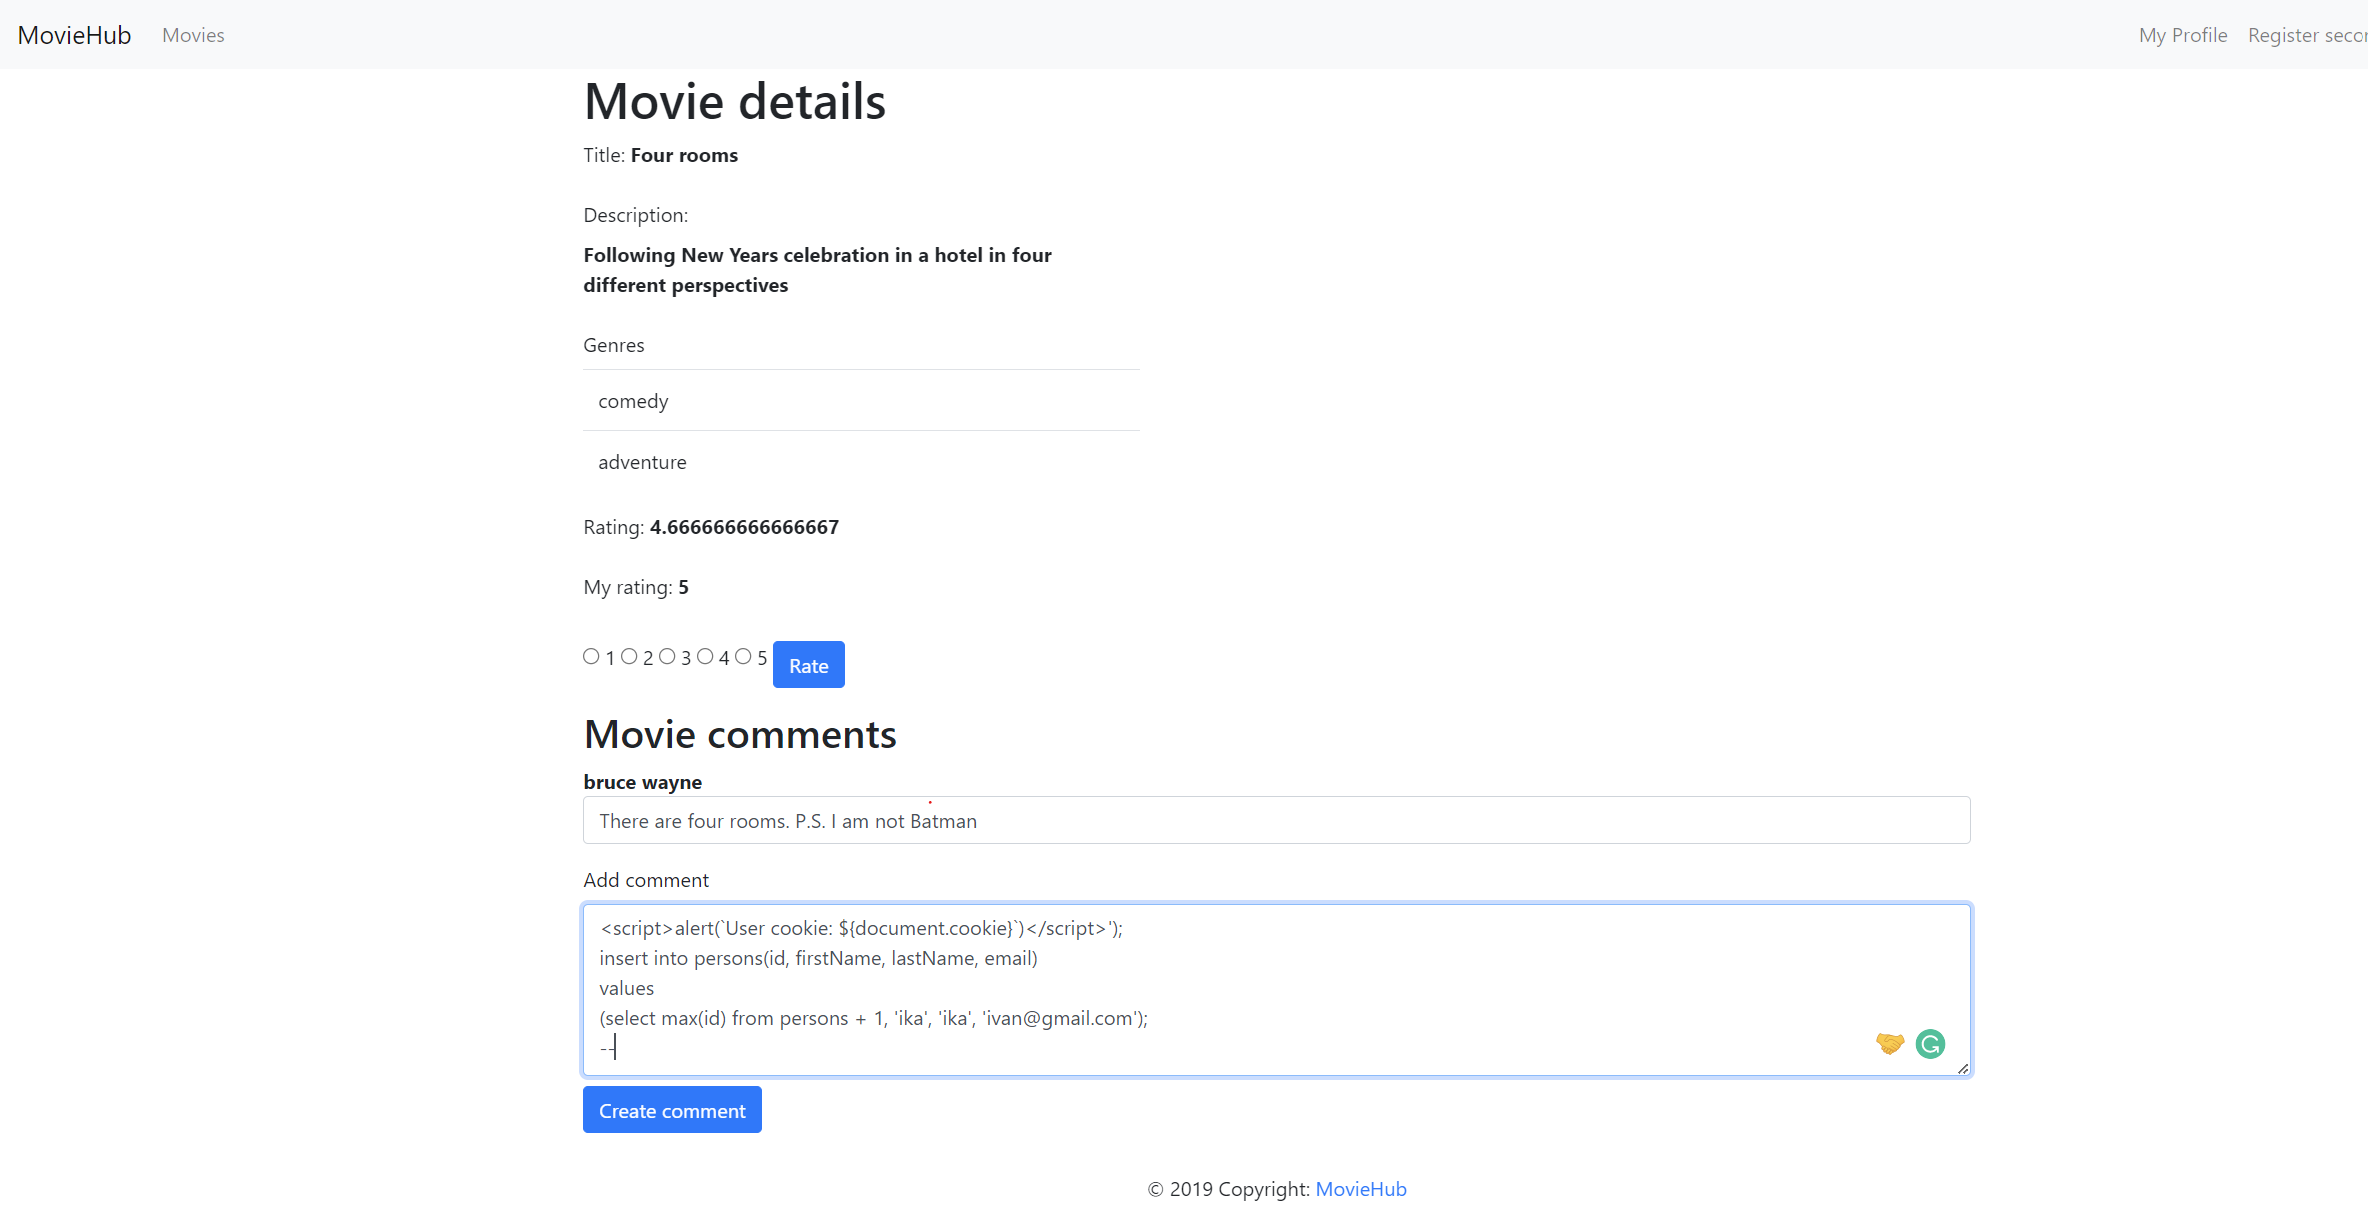 MovieHub Movies My Profile Register secon
Movie details
Title: Four rooms
Description:
Following New Years celebration in a hotel in four
different perspectives
Genres
comedy
adventure
Rating: 4.666666666666667
My rating: 5
1 2 3 4 5 Rate
Movie comments
bruce wayne
There are four rooms. P.S. I am not Batman
Add comment
<script>alert(`User cookie: ${document.cookie}`)</script>');
insert into persons(id, firstName, lastName, email)
values
(select max(id) from persons + 1, 'ika', 'ika', 'ivan@gmail.com');
--
Create comment
© 2019 Copyright: MovieHub